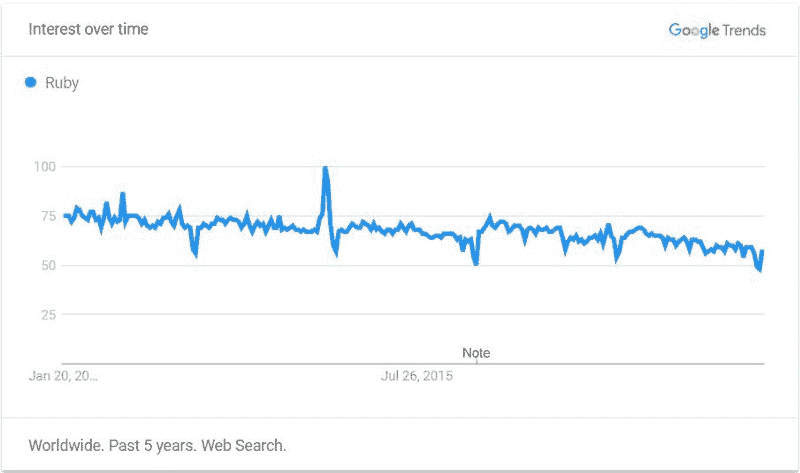 Interest over time
Google Trends
Ruby
100
75
50
25
Note
Jan 20, 20...
Jul 26, 2015
Worldwide. Past 5 years. Web Search.